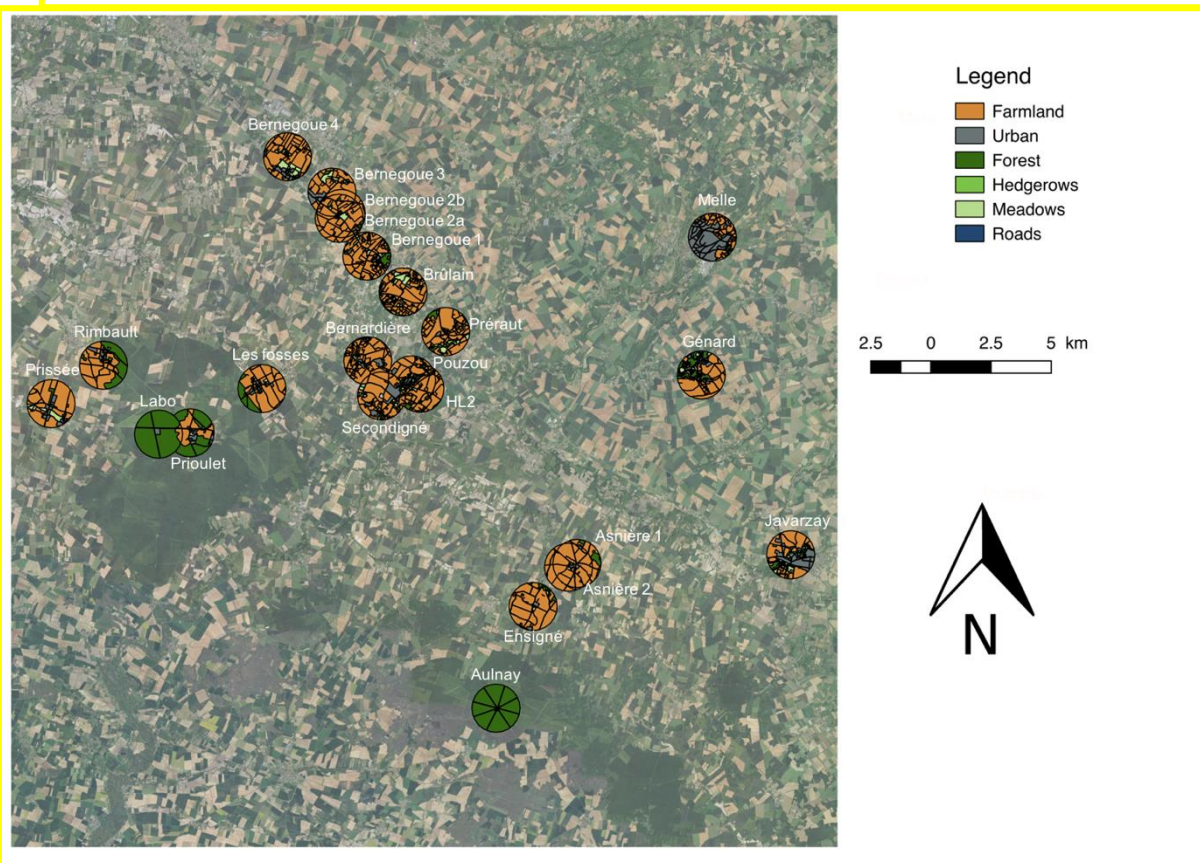 Legend
Farmland
Urban
Forest
Hedgerows
Meadows
Roads
Bernegoue 4
Bernegoue 3
Bernegoue 2b
Bernegoue 2a
Bernegoue 1
Melle
Brûlain
Bernardière
Préraut
Rimbault
Les fosses
Pouzou
Génard
2.5 0 2.5 5 km
Prissée
Labo
HL2
Secondigné
Prioulet
Javarzay
Asnière 1
Asnière 2
Ensigné
N
Aulnay